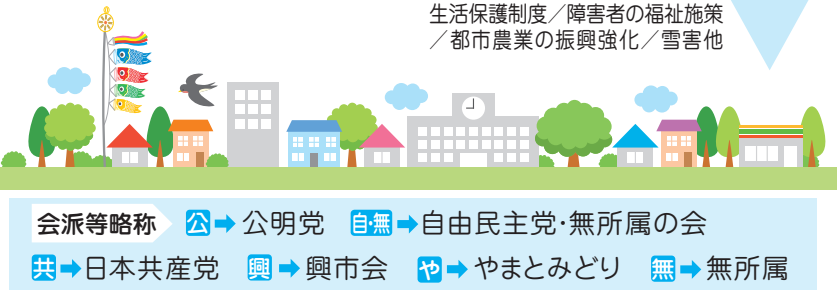 生活保護制度／障害者の福祉施策
／都市農業の振興強化／雪害他
会派等略称 公➡公明党 自・無➡自由民主党・無所属の会
共➡日本共産党 興➡興市会 や➡やまとみどり 無➡無所属